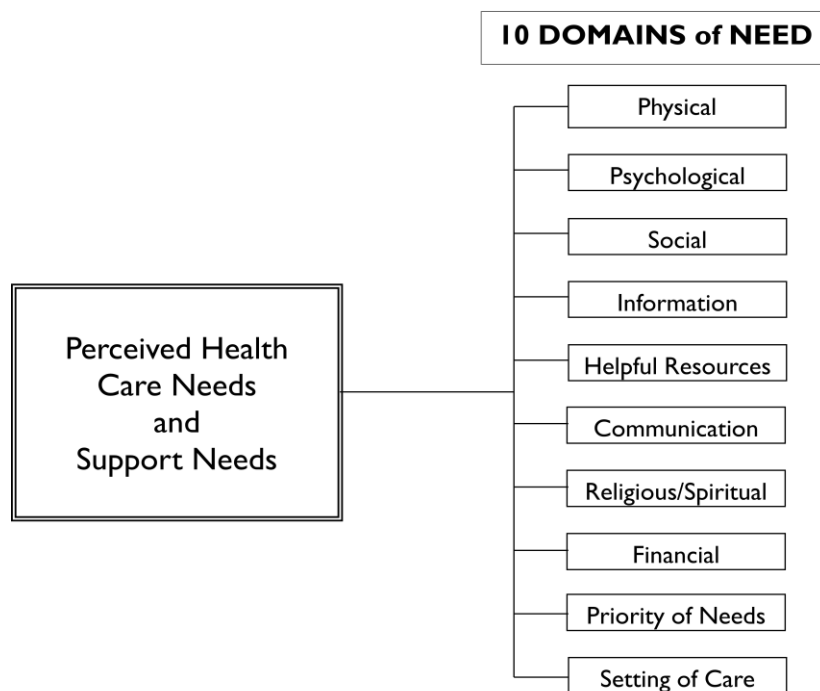 10 DOMAINS of NEED
Physical
Psychological
Social
Information
Perceived Health
Care Needs
and
Support Needs
Helpful Resources
Communication
Religious/Spiritual
Financial
Priority of Needs
Setting of Care